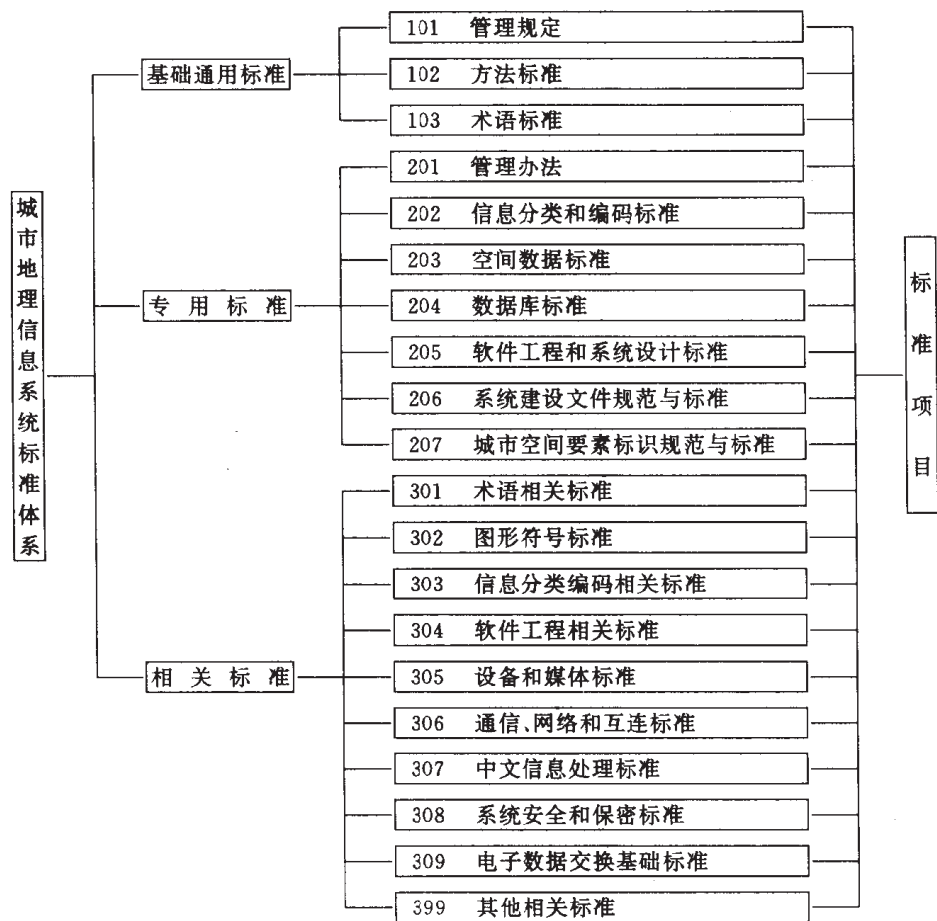 城市地理信息系统标准体系
基础通用标准
101 管理规定
102 方法标准
103 术语标准
专用标准
201 管理办法
202 信息分类和编码标准
203 空间数据标准
204 数据库标准
205 软件工程和系统设计标准
206 系统建设文件规范与标准
207 城市空间要素标识规范与标准
相关标准
301 术语相关标准
302 图形符号标准
303 信息分类编码相关标准
304 软件工程相关标准
305 设备和媒体标准
306 通信、网络和互连标准
307 中文信息处理标准
308 系统安全和保密标准
309 电子数据交换基础标准
399 其他相关标准
标准项目